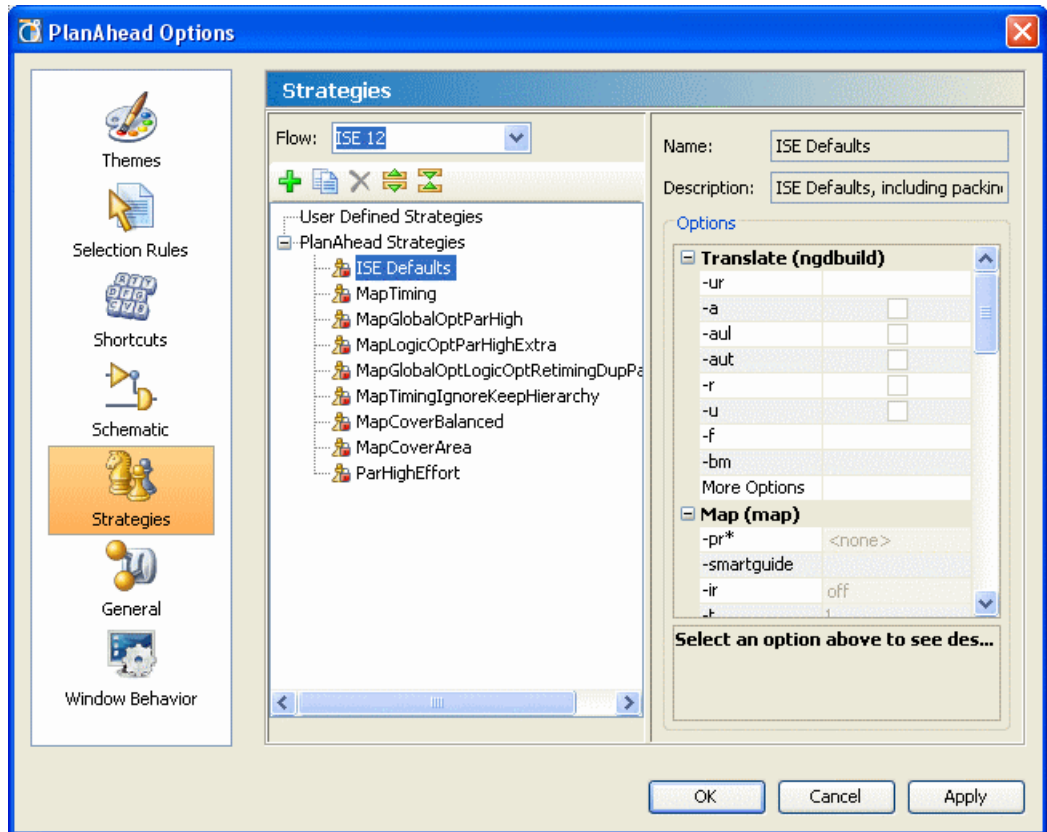 PlanAhead Options
Themes
Selection Rules
Shortcuts
Schematic
Strategies
General
Window Behavior
Strategies
Flow: ISE 12
User Defined Strategies
PlanAhead Strategies
ISE Defaults
MapTiming
MapGlobalOptParHigh
MapLogicOptParHighExtra
MapGlobalOptLogicOptRetimingDupPa
MapTimingIgnoreKeepHierarchy
MapCoverBalanced
MapCoverArea
ParHighEffort
Name: ISE Defaults
Description: ISE Defaults, including packin
Options
Translate (ngdbuild)
-ur
-a
-aul
-aut
-r
-u
-f
-bm
More Options
Map (map)
-pr* <none>
-smartguide
-ir off
-t 1
Select an option above to see des...
OK Cancel Apply